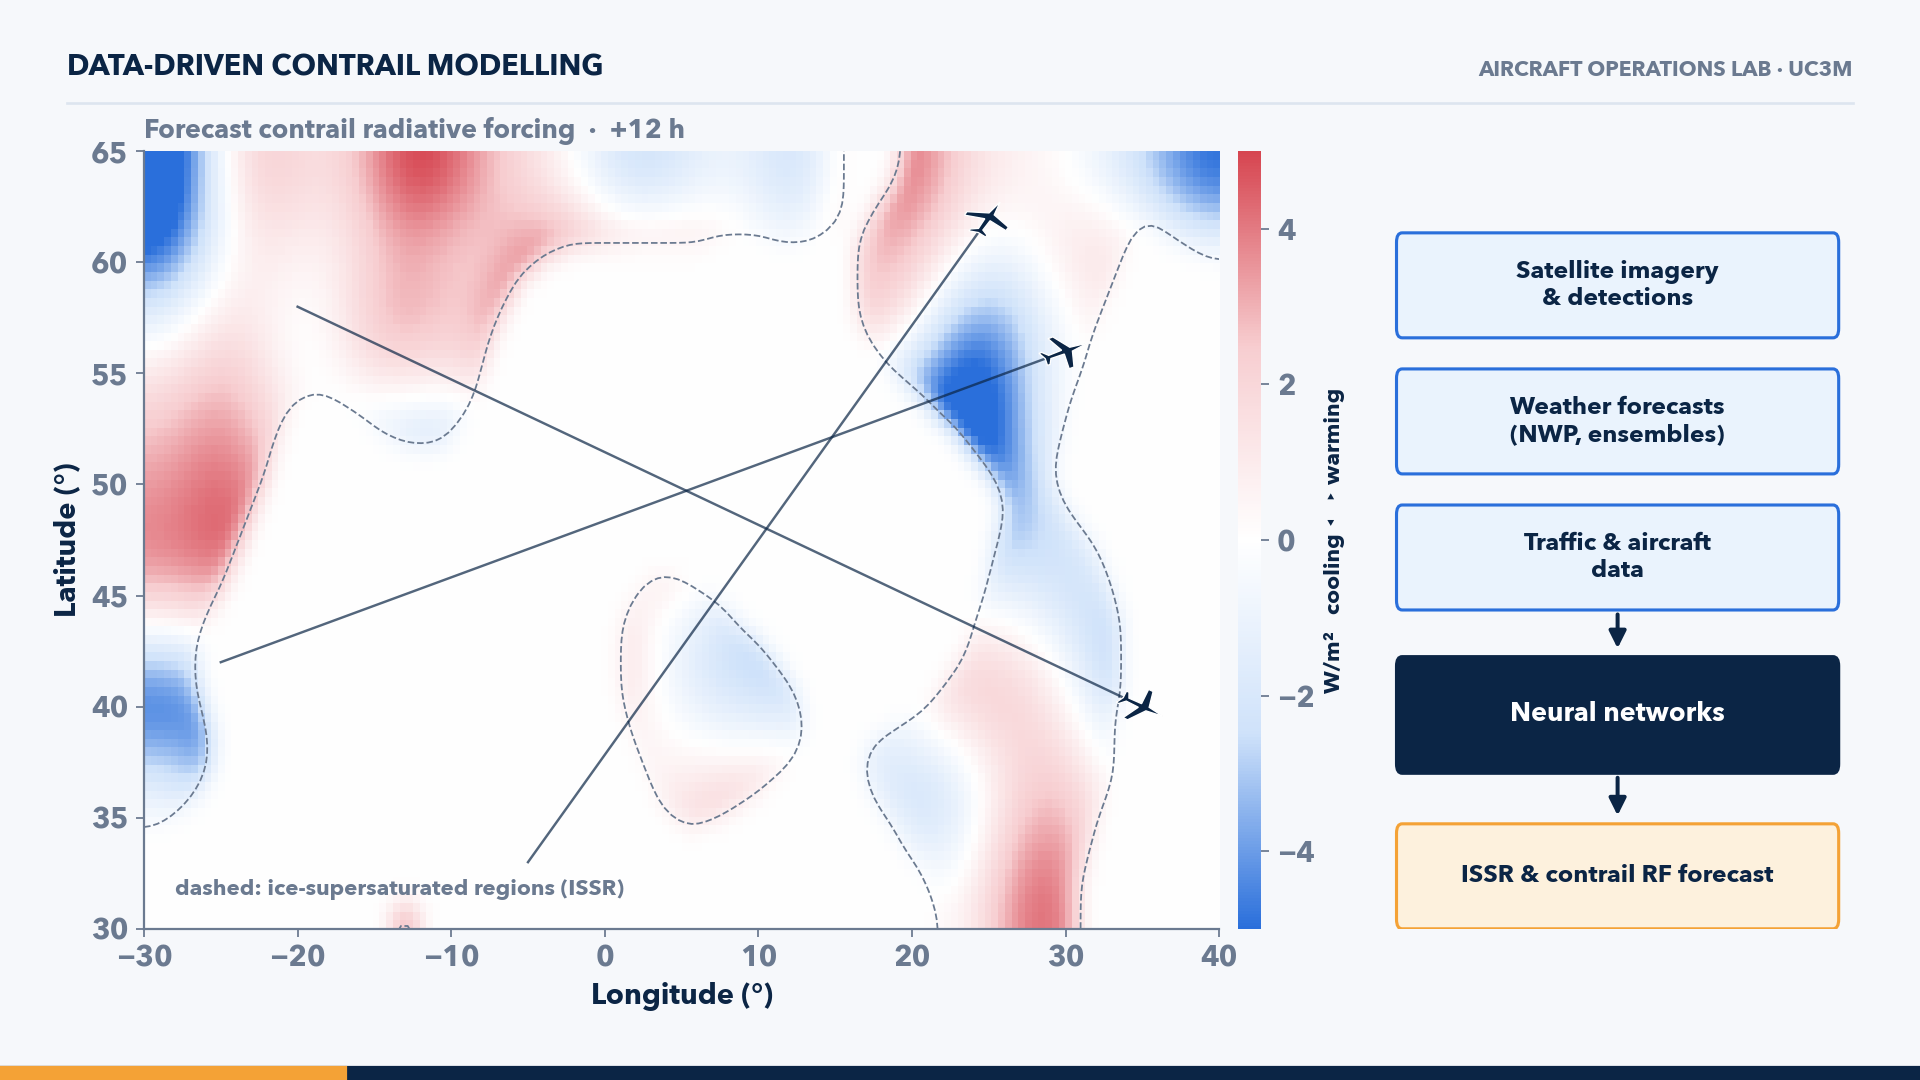 DATA-DRIVEN CONTRAIL MODELLING
AIRCRAFT OPERATIONS LAB · UC3M
Forecast contrail radiative forcing · +12 h
65
60
55
50
45
40
35
30
Latitude (°)
−30
−20
−10
0
10
20
30
40
Longitude (°)
dashed: ice-supersaturated regions (ISSR)
4
2
0
−2
−4
W/m² cooling ◂ ▸ warming
Satellite imagery
& detections
Weather forecasts
(NWP, ensembles)
Traffic & aircraft
data
Neural networks
ISSR & contrail RF forecast